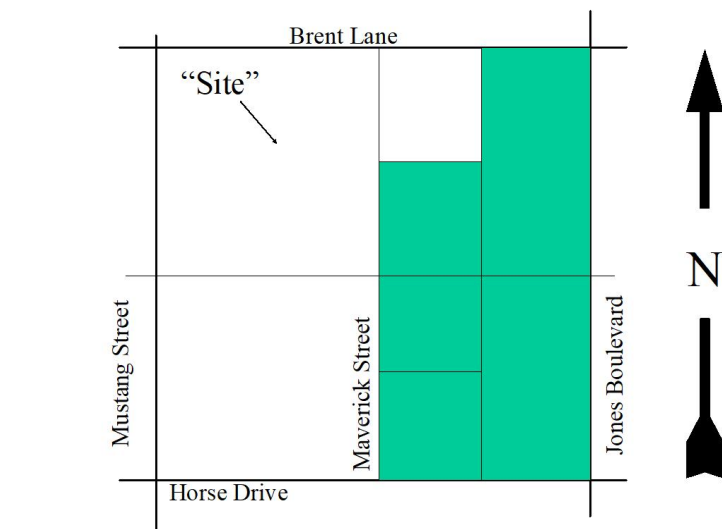 Brent Lane
“Site”
N
Mustang Street
Maverick Street
Jones Boulevard
Horse Drive